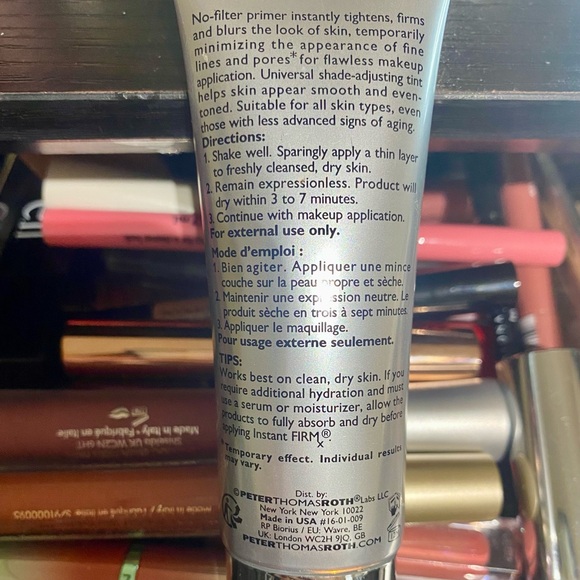 No-filter primer instantly tightens, firms
and blurs the look of skin, temporarily
minimizing the appearance of fine
lines and pores* for flawless makeup
application. Universal shade-adjusting tint
helps skin appear smooth and even-
toned. Suitable for all skin types, even
those with less advanced signs of aging.
Directions:
1. Shake well. Sparingly apply a thin layer
to freshly cleansed, dry skin.
2. Remain expressionless. Product will
dry within 3 to 7 minutes.
3. Continue with makeup application.
For external use only.
Mode d'emploi :
1. Bien agiter. Appliquer une mince
couche sur la peau propre et sèche.
2. Maintenir une expression neutre. Le
produit sèche en trois à sept minutes.
3. Appliquer le maquillage.
Pour usage externe seulement.
TIPS:
Works best on clean, dry skin. If you
require additional hydration and must
use a serum or moisturizer, allow the
products to fully absorb and dry before
applying Instant FIRMx®
* Temporary effect. Individual results
may vary.
Dist. by:
©PETERTHOMASROTH® Labs LLC
New York New York 10022
Made in USA #16-01-009
RP Biorius / EU: Wavre. BE
UK: London WC2H 9JQ. GB
PETERTHOMASROTH.COM
Made in Italy • Fabriqué en Italie